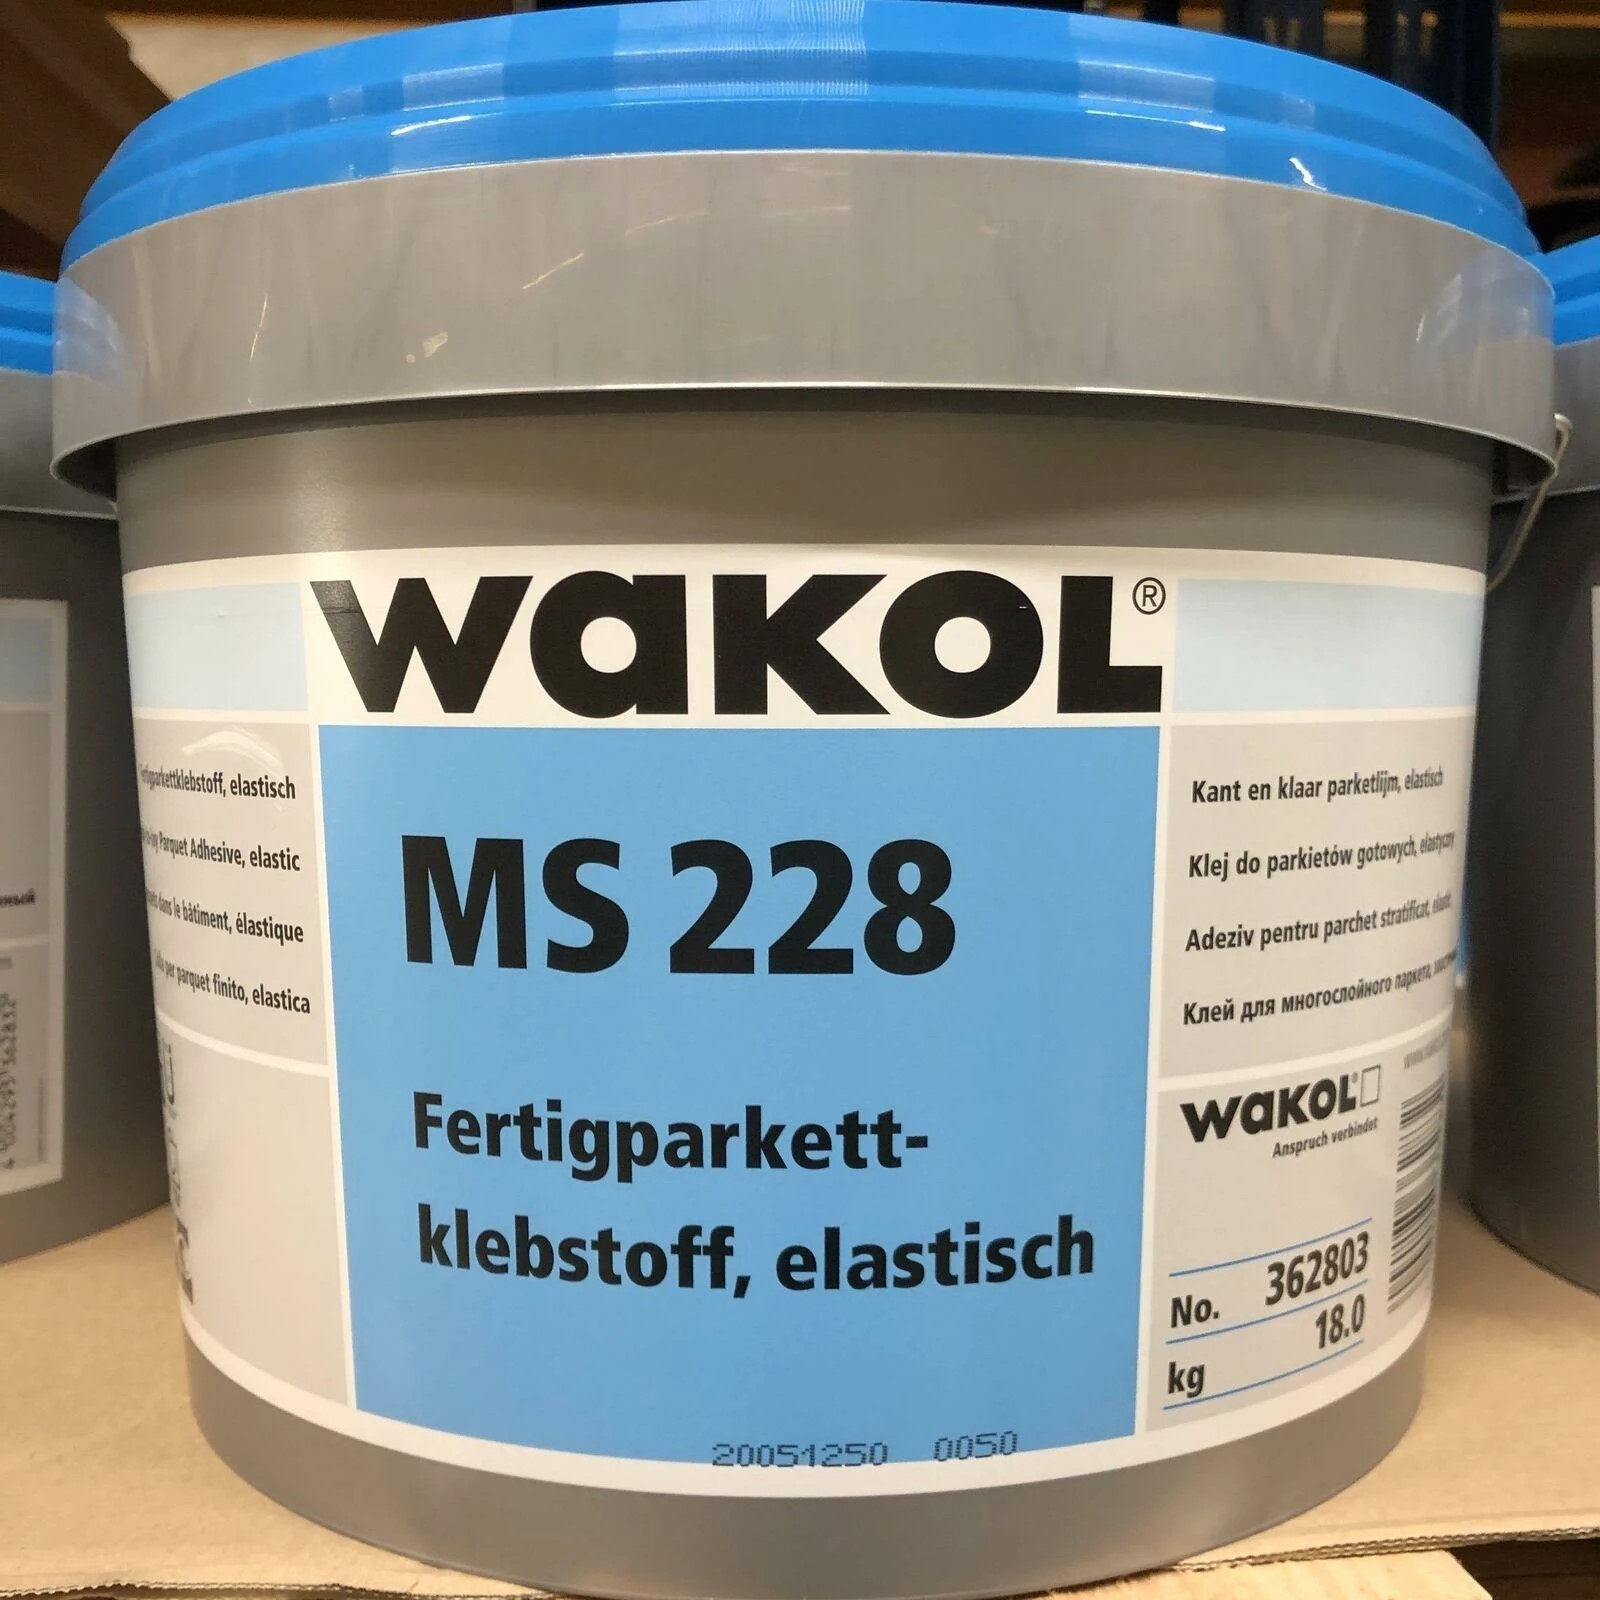 WAKOL®
MS 228
Fertigparkett-
klebstoff, elastisch
Fertigparkettklebstoff, elastisch
Parquet Adhesive, elastic
dans le bâtiment, élastique
per parquet finito, elastica
Kant en klaar parketlijm, elastisch
Klej do parkietów gotowych, elastyczny
Adeziv pentru parchet stratificat, elastic
Клей для многослойного паркета,
WAKOL®
Anspruch verbindet
No. 362803
kg 18.0
20051250 0050